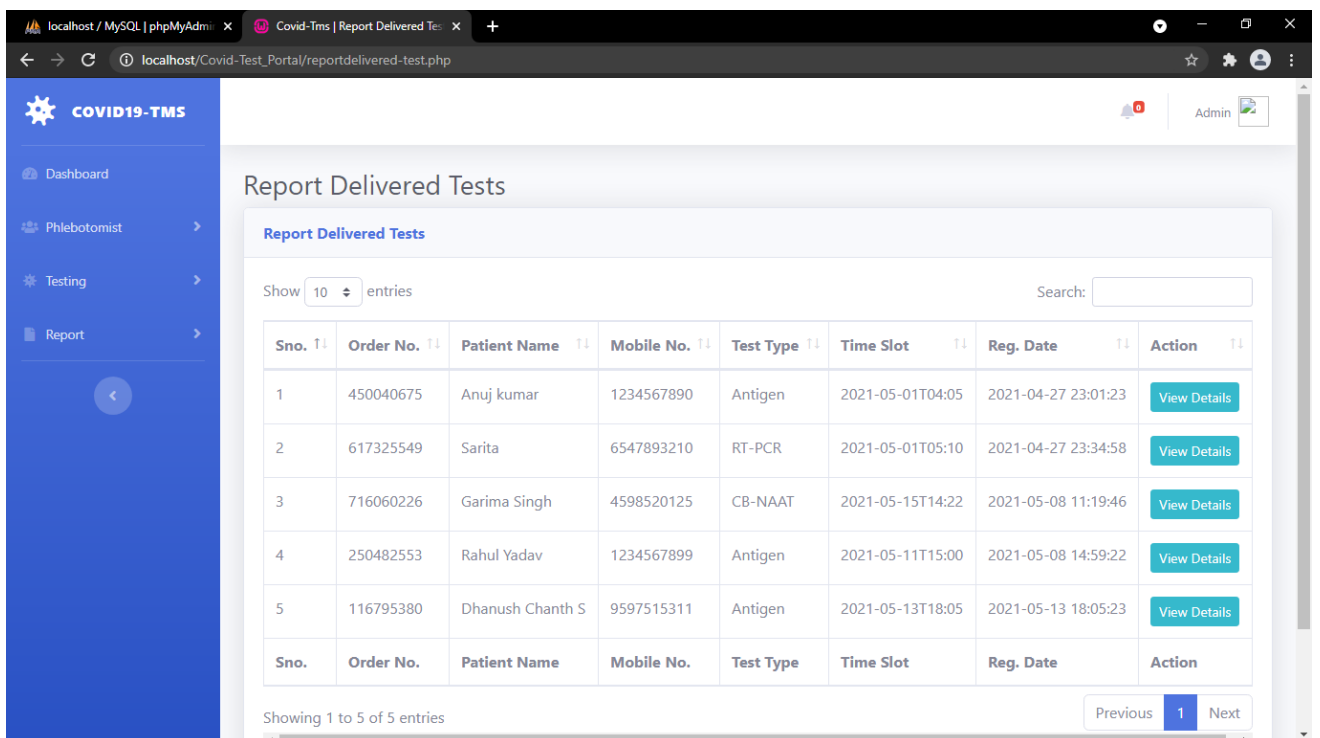 localhost / MySQL | phpMyAdmi
Covid-Tms | Report Delivered Tes
localhost/Covid-Test_Portal/reportdelivered-test.php
COVID19-TMS
0
Admin
Dashboard
Phlebotomist
Testing
Report
Report Delivered Tests
Report Delivered Tests
Show 10 entries
Search:
Sno. Order No. Patient Name Mobile No. Test Type Time Slot Reg. Date Action
1 450040675 Anuj kumar 1234567890 Antigen 2021-05-01T04:05 2021-04-27 23:01:23 View Details
2 617325549 Sarita 6547893210 RT-PCR 2021-05-01T05:10 2021-04-27 23:34:58 View Details
3 716060226 Garima Singh 4598520125 CB-NAAT 2021-05-15T14:22 2021-05-08 11:19:46 View Details
4 250482553 Rahul Yadav 1234567899 Antigen 2021-05-11T15:00 2021-05-08 14:59:22 View Details
5 116795380 Dhanush Chanth S 9597515311 Antigen 2021-05-13T18:05 2021-05-13 18:05:23 View Details
Sno. Order No. Patient Name Mobile No. Test Type Time Slot Reg. Date Action
Showing 1 to 5 of 5 entries
Previous 1 Next